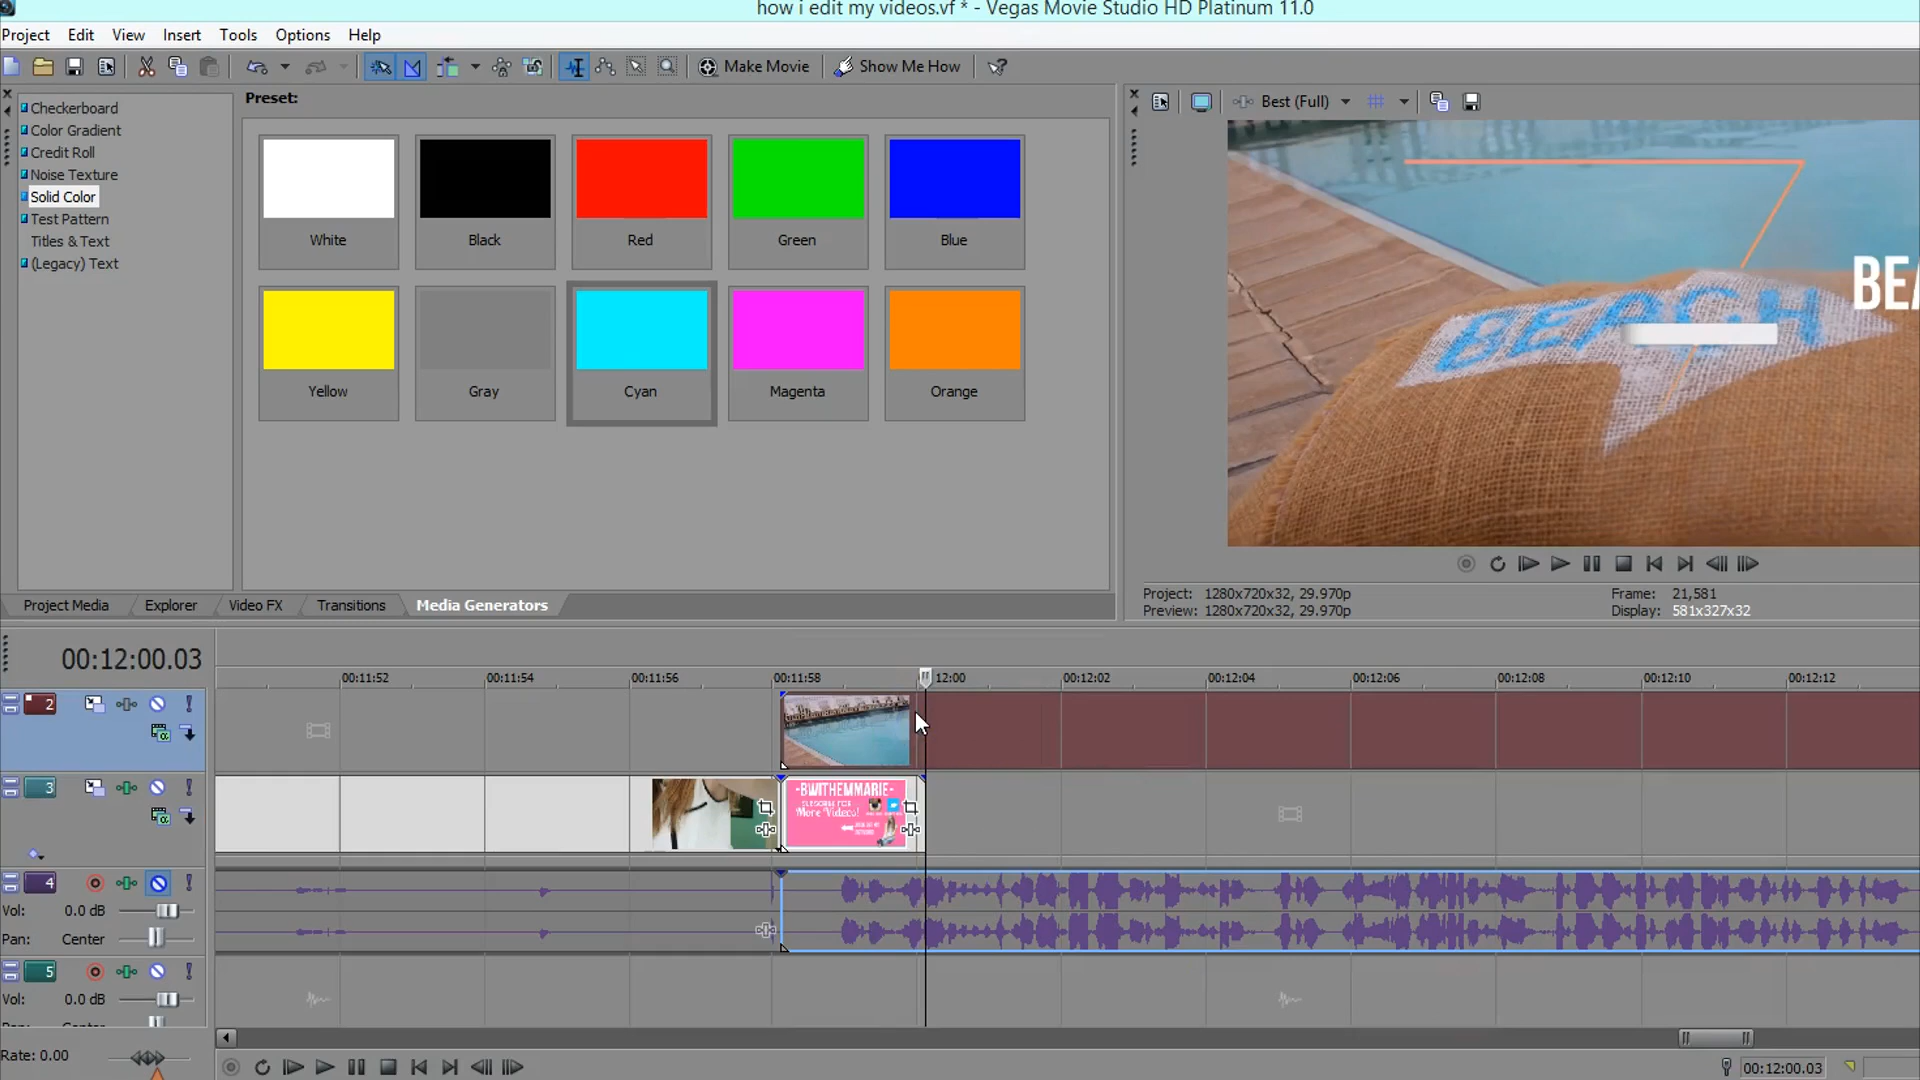 how i edit my videos.vf * - Vegas Movie Studio HD Platinum 11.0
Project Edit View Insert Tools Options Help
Make Movie Show Me How
Checkerboard
Color Gradient
Credit Roll
Noise Texture
Solid Color
Test Pattern
Titles & Text
(Legacy) Text
Preset:
White Black Red Green Blue
Yellow Gray Cyan Magenta Orange
Best (Full)
BEA
BEACH
Project: 1280x720x32, 29.970p
Preview: 1280x720x32, 29.970p
Frame: 21,581
Display: 581x327x32
Project Media Explorer Video FX Transitions Media Generators
00:12:00.03
00:11:52 00:11:54 00:11:56 00:11:58 12:00 00:12:02 00:12:04 00:12:06 00:12:08 00:12:10 00:12:12
2
3
-BWITHEMMARIE-
SUBSCRIBE FOR
More Videos!
4
Vol: 0.0 dB
Pan: Center
5
Vol: 0.0 dB
Rate: 0.00
00:12:00.03